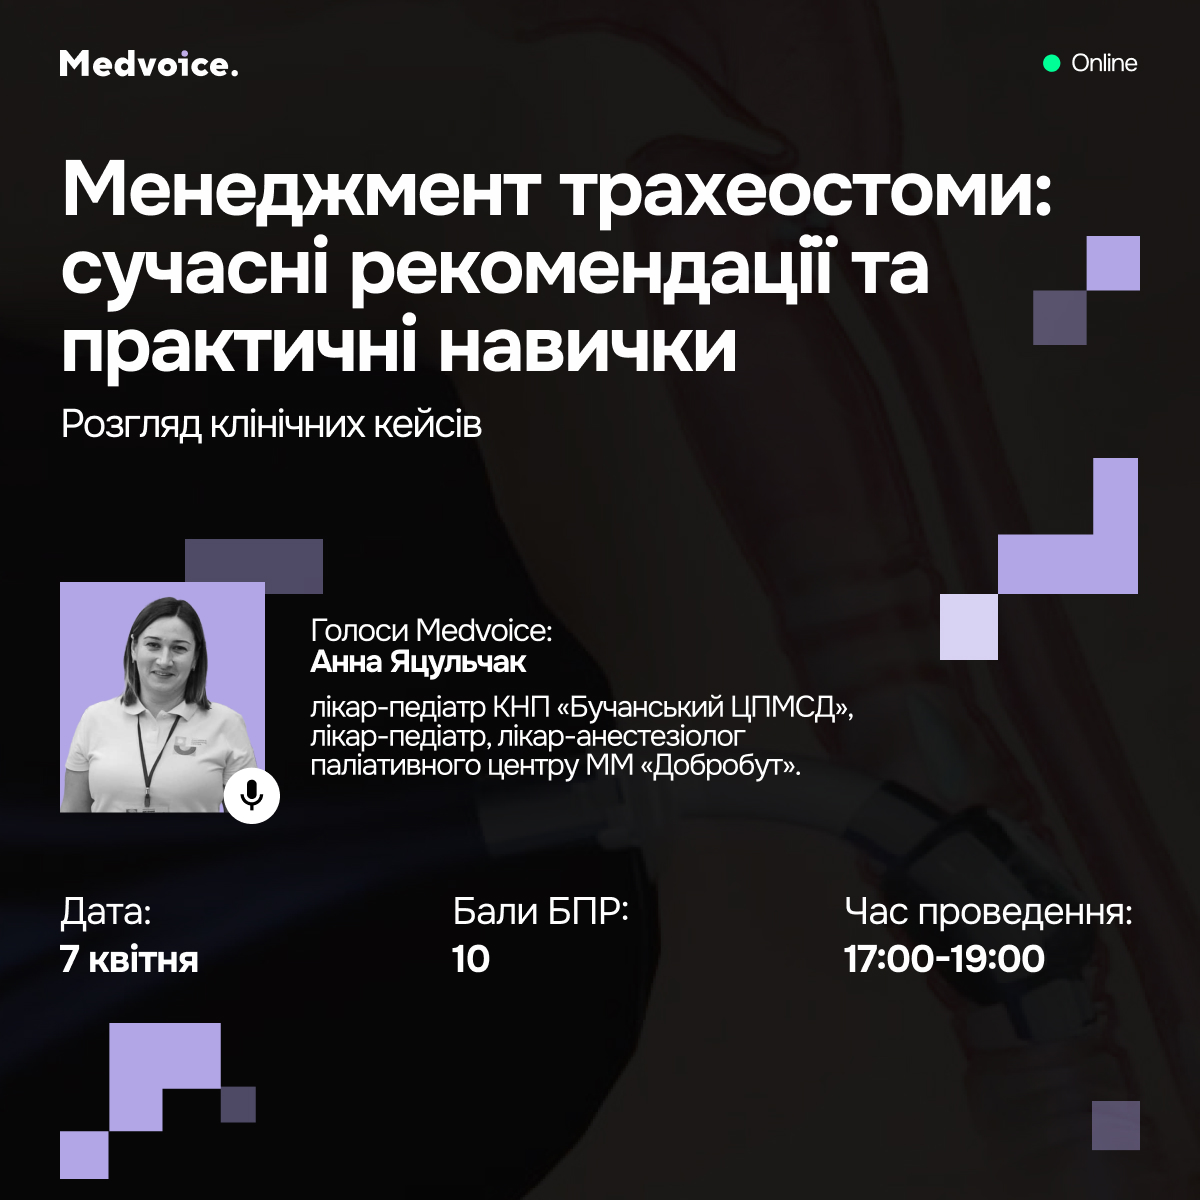 Medvoice.
Online
Менеджмент трахеостоми:
сучасні рекомендації та
практичні навички
Розгляд клінічних кейсів
Голоси Medvoice:
Анна Яцульчак
лікар-педіатр КНП «Бучанський ЦПМСД»,
лікар-педіатр, лікар-анестезіолог
паліативного центру ММ «Добробут».
Дата:
7 квітня
Бали БПР:
10
Час проведення:
17:00-19:00